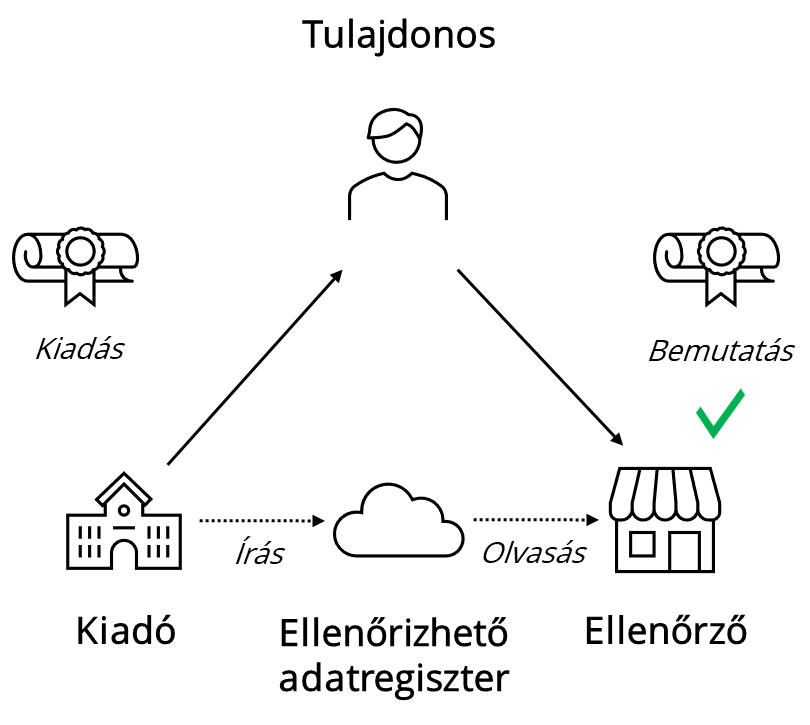 Tulajdonos
Kiadás
Bemutatás
Írás
Olvasás
Kiadó
Ellenőrizhető
adatregiszter
Ellenőrző